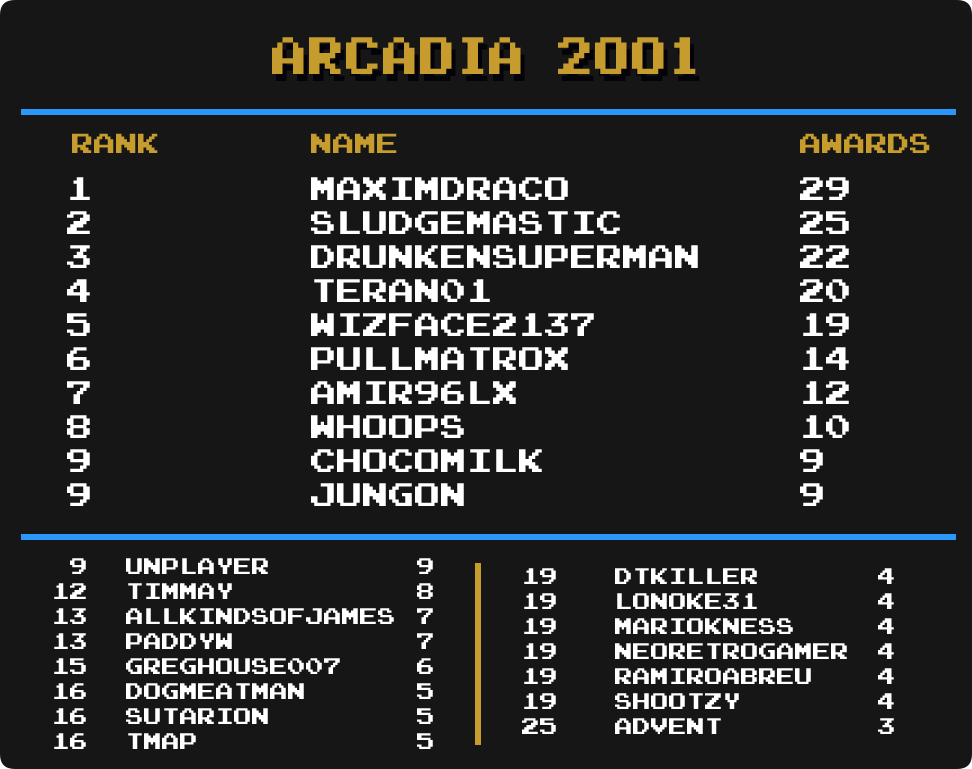 ARCADIA 2001
RANK NAME AWARDS
1 MAXIMDRACO 29
2 SLUDGEMASTIC 25
3 DRUNKENSUPERMAN 22
4 TERAN01 20
5 WIZFACE2137 19
6 PULLMATROX 14
7 AMIR96LX 12
8 WHOOPS 10
9 CHOCOMILK 9
9 JUNGON 9
9 UNPLAYER 9
12 TIMMAY 8
13 ALLKINDSOFJAMES 7
13 PADDYW 7
15 GREGHOUSE007 6
16 DOGMEATMAN 5
16 SUTARION 5
16 TMAP 5
19 DTKILLER 4
19 LONOKE31 4
19 MARIOKNESS 4
19 NEORETROGAMER 4
19 RAMIROABREU 4
19 SHOOTZY 4
25 ADVENT 3